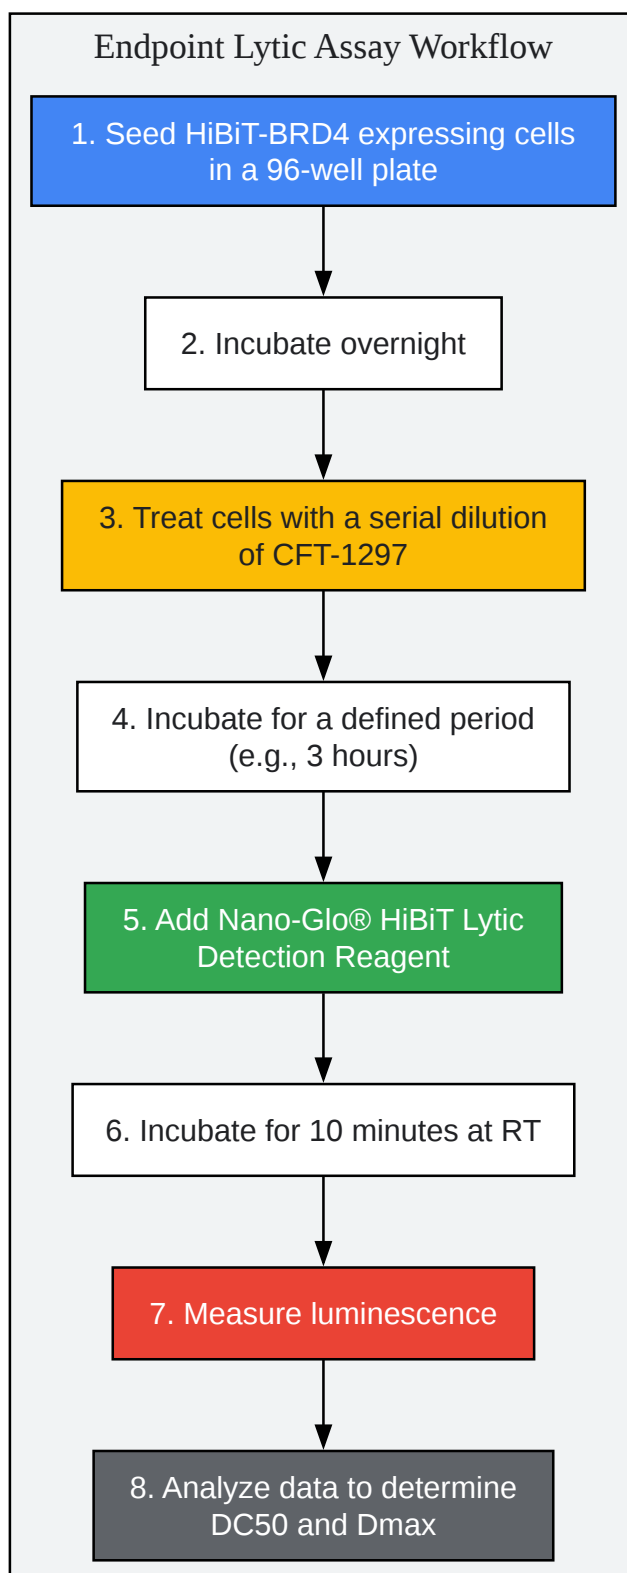 Endpoint Lytic Assay Workflow
1. Seed HiBiT-BRD4 expressing cells
in a 96-well plate
2. Incubate overnight
3. Treat cells with a serial dilution
of CFT-1297
4. Incubate for a defined period
(e.g., 3 hours)
5. Add Nano-Glo® HiBiT Lytic
Detection Reagent
6. Incubate for 10 minutes at RT
7. Measure luminescence
8. Analyze data to determine
DC50 and Dmax